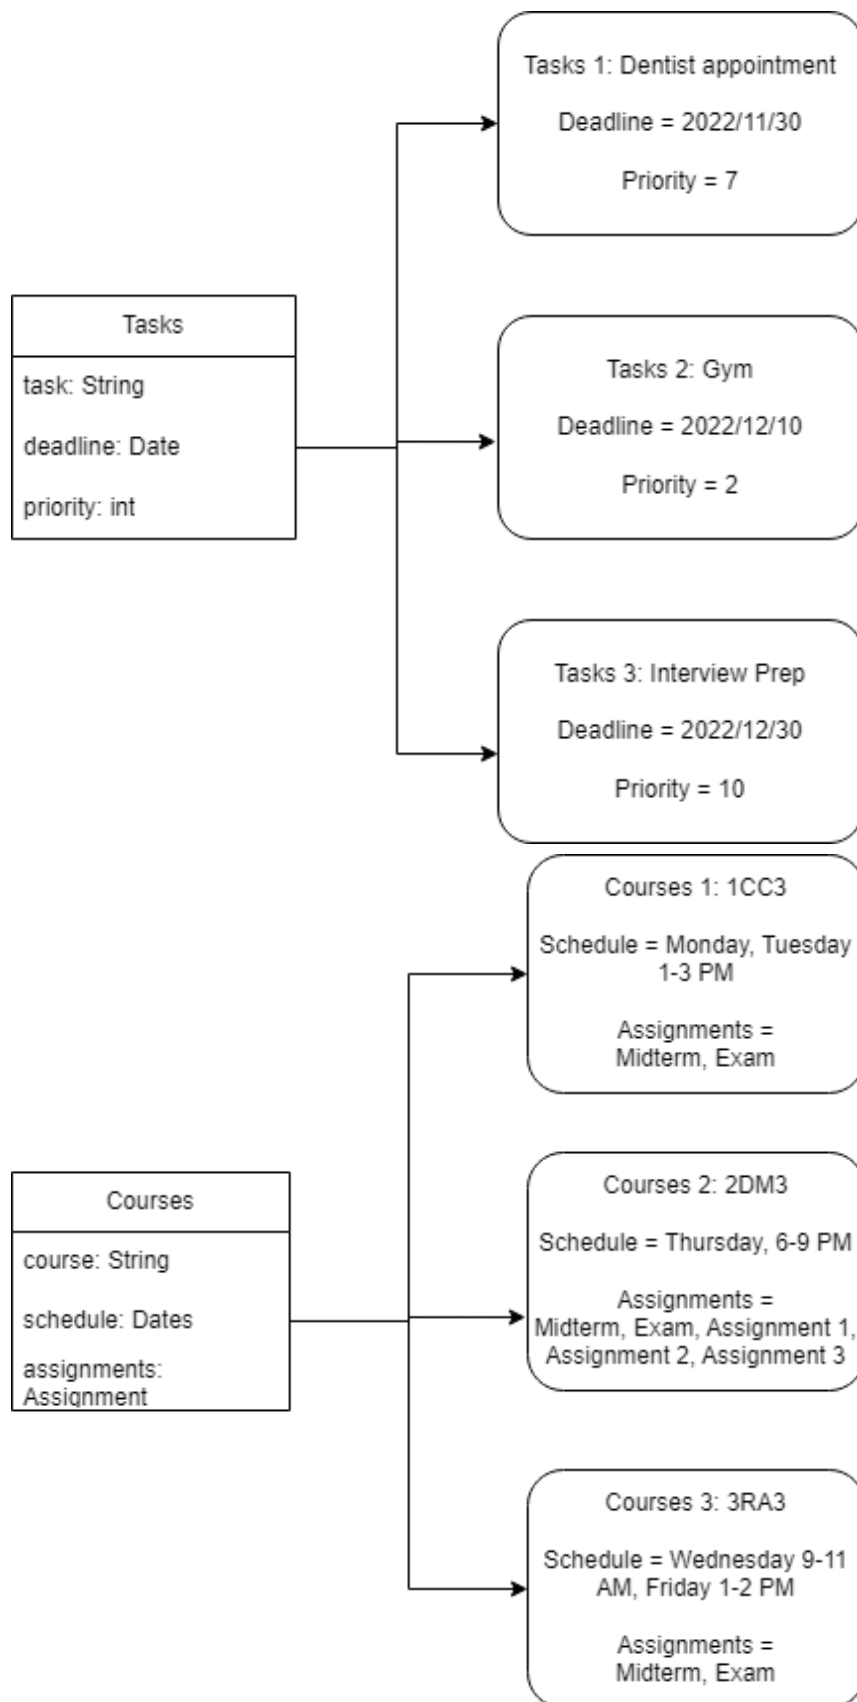 Tasks 1: Dentist appointment
Deadline = 2022/11/30
Priority = 7
Tasks
task: String
deadline: Date
priority: int
Tasks 2: Gym
Deadline = 2022/12/10
Priority = 2
Tasks 3: Interview Prep
Deadline = 2022/12/30
Priority = 10
Courses 1: 1CC3
Schedule = Monday, Tuesday
1-3 PM
Assignments =
Midterm, Exam
Courses
course: String
schedule: Dates
assignments:
Assignment
Courses 2: 2DM3
Schedule = Thursday, 6-9 PM
Assignments =
Midterm, Exam, Assignment 1,
Assignment 2, Assignment 3
Courses 3: 3RA3
Schedule = Wednesday 9-11
AM, Friday 1-2 PM
Assignments =
Midterm, Exam